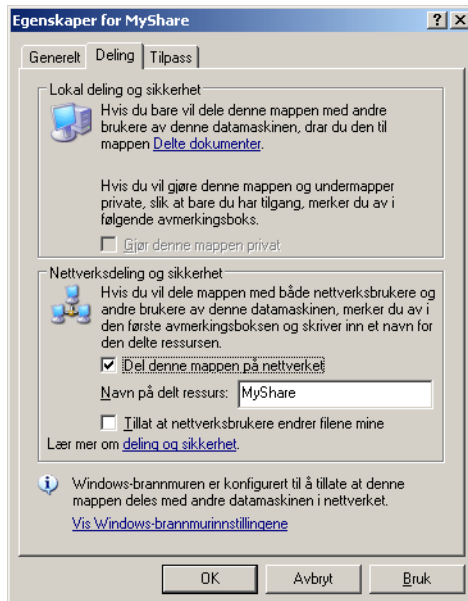 Egenskaper for MyShare
Generelt Deling Tilpass
Lokal deling og sikkerhet
Hvis du bare vil dele denne mappen med andre
brukere av denne datamaskinen, drar du den til
mappen Delte dokumenter.
Hvis du vil gjøre denne mappen og undermapper
private, slik at bare du har tilgang, merker du av i
følgende avmerkingsboks.
Gjør denne mappen privat
Nettverksdeling og sikkerhet
Hvis du vil dele mappen med både nettverksbrukere og
andre brukere av denne datamaskinen, merker du av i
den første avmerkingsboksen og skriver inn et navn for
den delte ressursen.
Del denne mappen på nettverket
Navn på delt ressurs: MyShare
Tillat at nettverksbrukere endrer filene mine
Lær mer om deling og sikkerhet.
Windows-brannmuren er konfigurert til å tillate at denne
mappen deles med andre datamaskinen i nettverket.
Vis Windows-brannmurinnstillingene
OK Avbryt Bruk